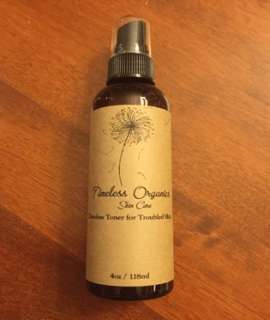 Timeless Organics
Skin Care
Toner for Troubled Skin
4oz / 118ml